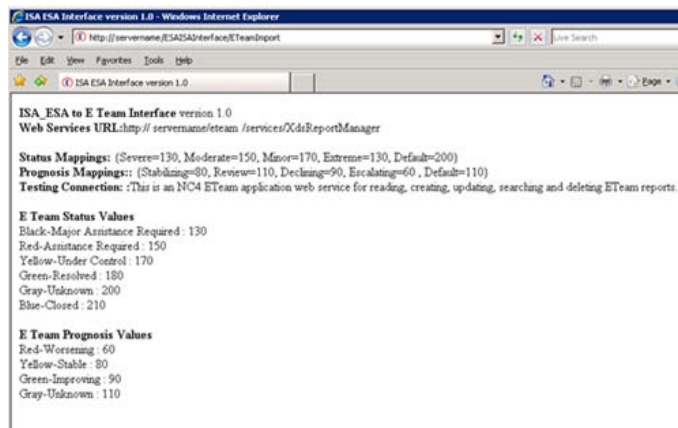 ISA ESA Interface version 1.0 - Windows Internet Explorer
http://servername/ESAISAInterface/ETeamImport
Live Search
File Edit View Favorites Tools Help
ISA ESA Interface version 1.0
Page
ISA_ESA to E Team Interface version 1.0
Web Services URL:http:// servername/eteam /services/XdsReportManager
Status Mappings: (Severe=130, Moderate=150, Minor=170, Extreme=130, Default=200)
Prognosis Mappings:: (Stabilizing=80, Review=110, Declining=90, Escalating=60 , Default=110)
Testing Connection: :This is an NC4 ETeam application web service for reading, creating, updating, searching and deleting ETeam reports.
E Team Status Values
Black-Major Assistance Required : 130
Red-Assistance Required : 150
Yellow-Under Control : 170
Green-Resolved : 180
Gray-Unknown : 200
Blue-Closed : 210
E Team Prognosis Values
Red-Worsening : 60
Yellow-Stable : 80
Green-Improving : 90
Gray-Unknown : 110